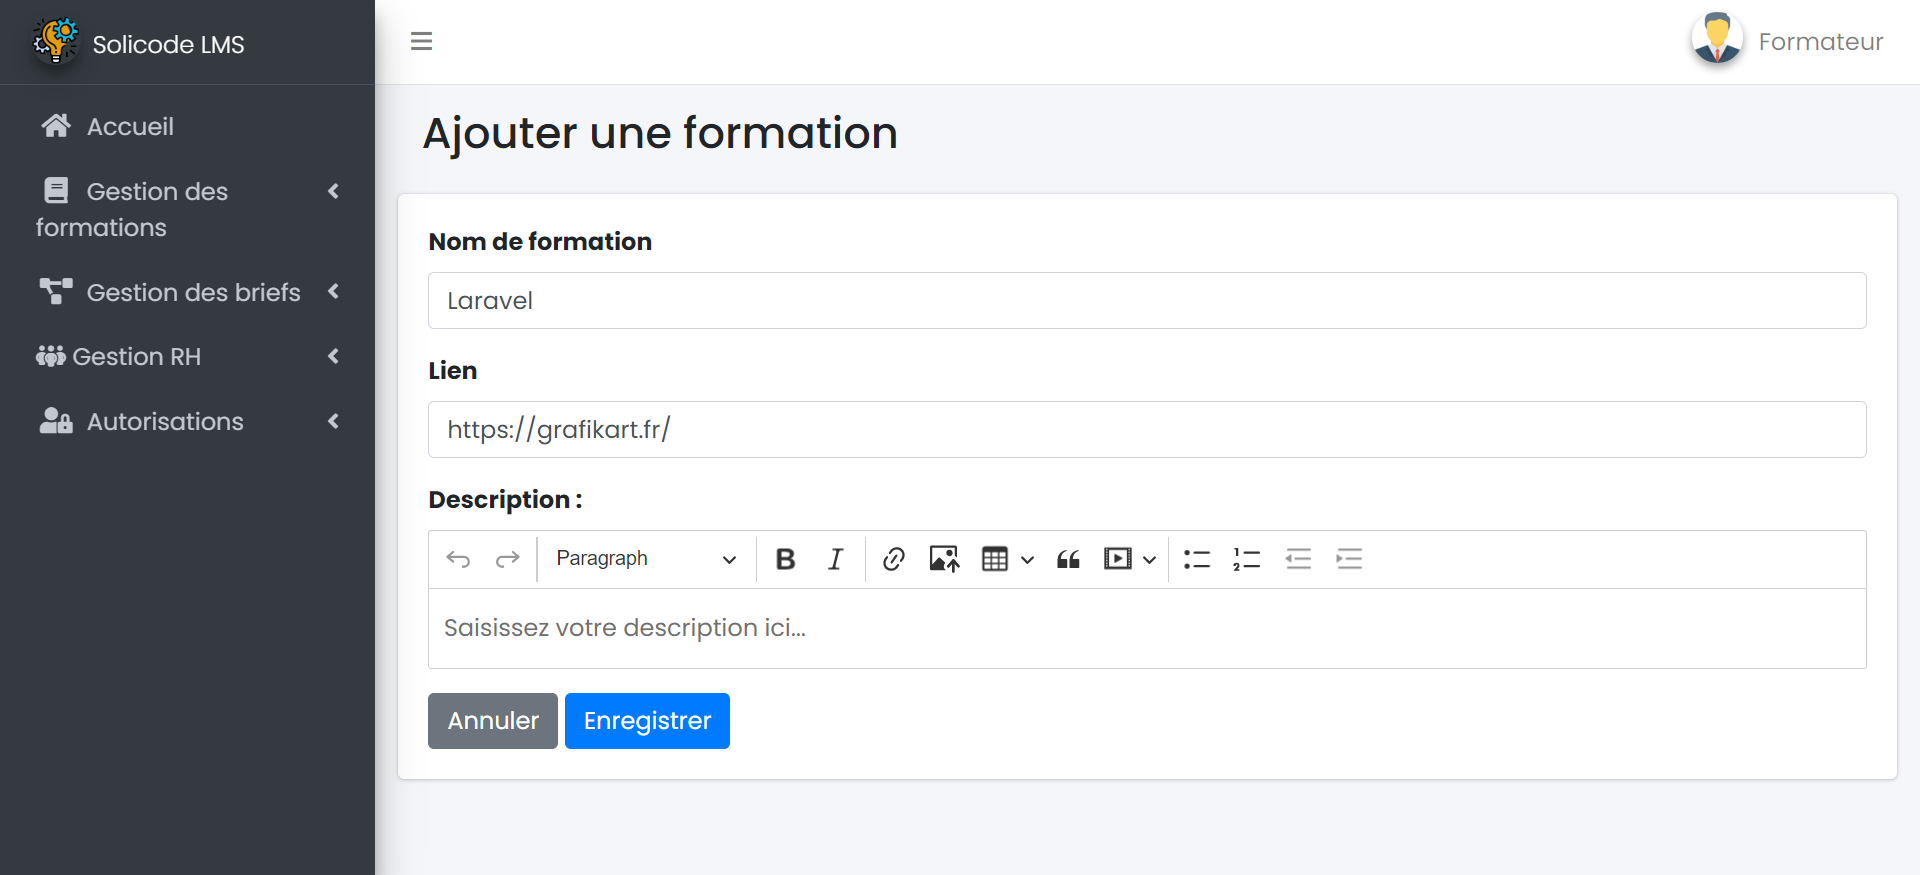 Solicode LMS
Formateur
Accueil
Gestion des
formations
Gestion des briefs
Gestion RH
Autorisations
Ajouter une formation
Nom de formation
Laravel
Lien
https://grafikart.fr/
Description :
Paragraph
Saisissez votre description ici...
Annuler Enregistrer